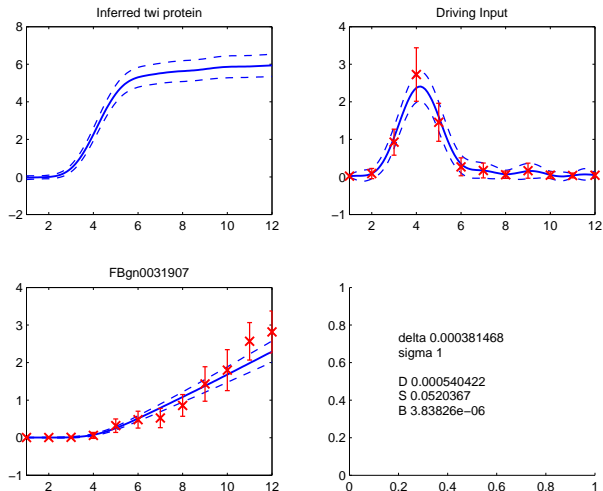 Inferred twi protein
8
6
4
2
0
−2
2 4 6 8 10 12
Driving Input
4
3
2
1
0
−1
2 4 6 8 10 12
FBgn0031907
4
3
2
1
0
−1
2 4 6 8 10 12
1
0.8
0.6
0.4
0.2
0
0 0.2 0.4 0.6 0.8 1
delta 0.000381468
sigma 1
D 0.000540422
S 0.0520367
B 3.83826e−06